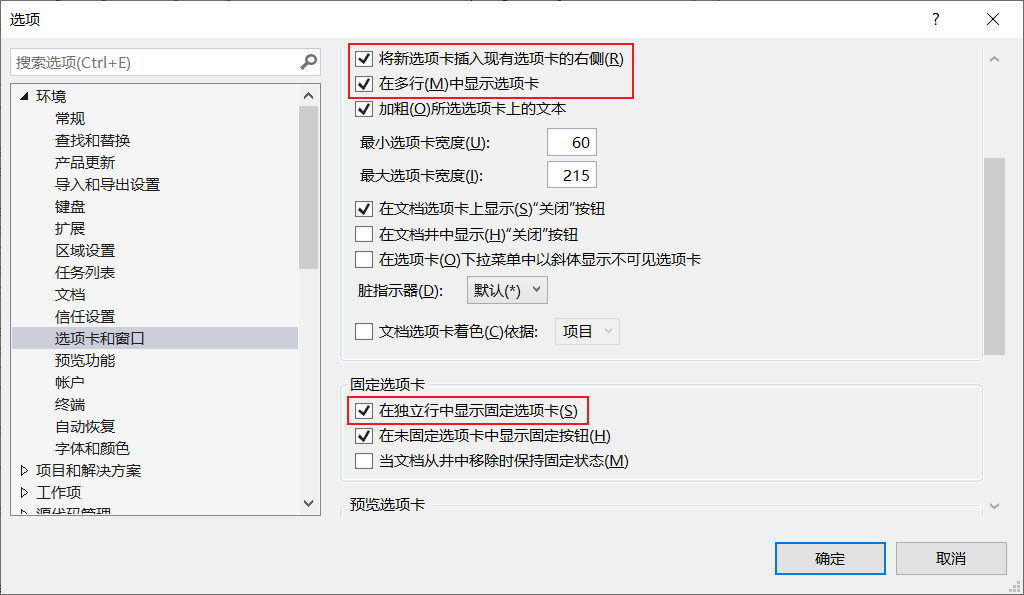 选项
?
搜索选项(Ctrl+E)
环境
常规
查找和替换
产品更新
导入和导出设置
键盘
扩展
区域设置
任务列表
文档
信任设置
选项卡和窗口
预览功能
帐户
终端
自动恢复
字体和颜色
项目和解决方案
工作项
源代码管理
将新选项卡插入现有选项卡的右侧(R)
在多行(M)中显示选项卡
加粗(O)所选选项卡上的文本
最小选项卡宽度(U):
60
最大选项卡宽度(I):
215
在文档选项卡上显示(S)“关闭”按钮
在文档井中显示(H)“关闭”按钮
在选项卡(O)下拉菜单中以斜体显示不可见选项卡
脏指示器(D):
默认(*)
文档选项卡着色(C)依据:
项目
固定选项卡
在独立行中显示固定选项卡(S)
在未固定选项卡中显示固定按钮(H)
当文档从井中移除时保持固定状态(M)
预览选项卡
确定
取消